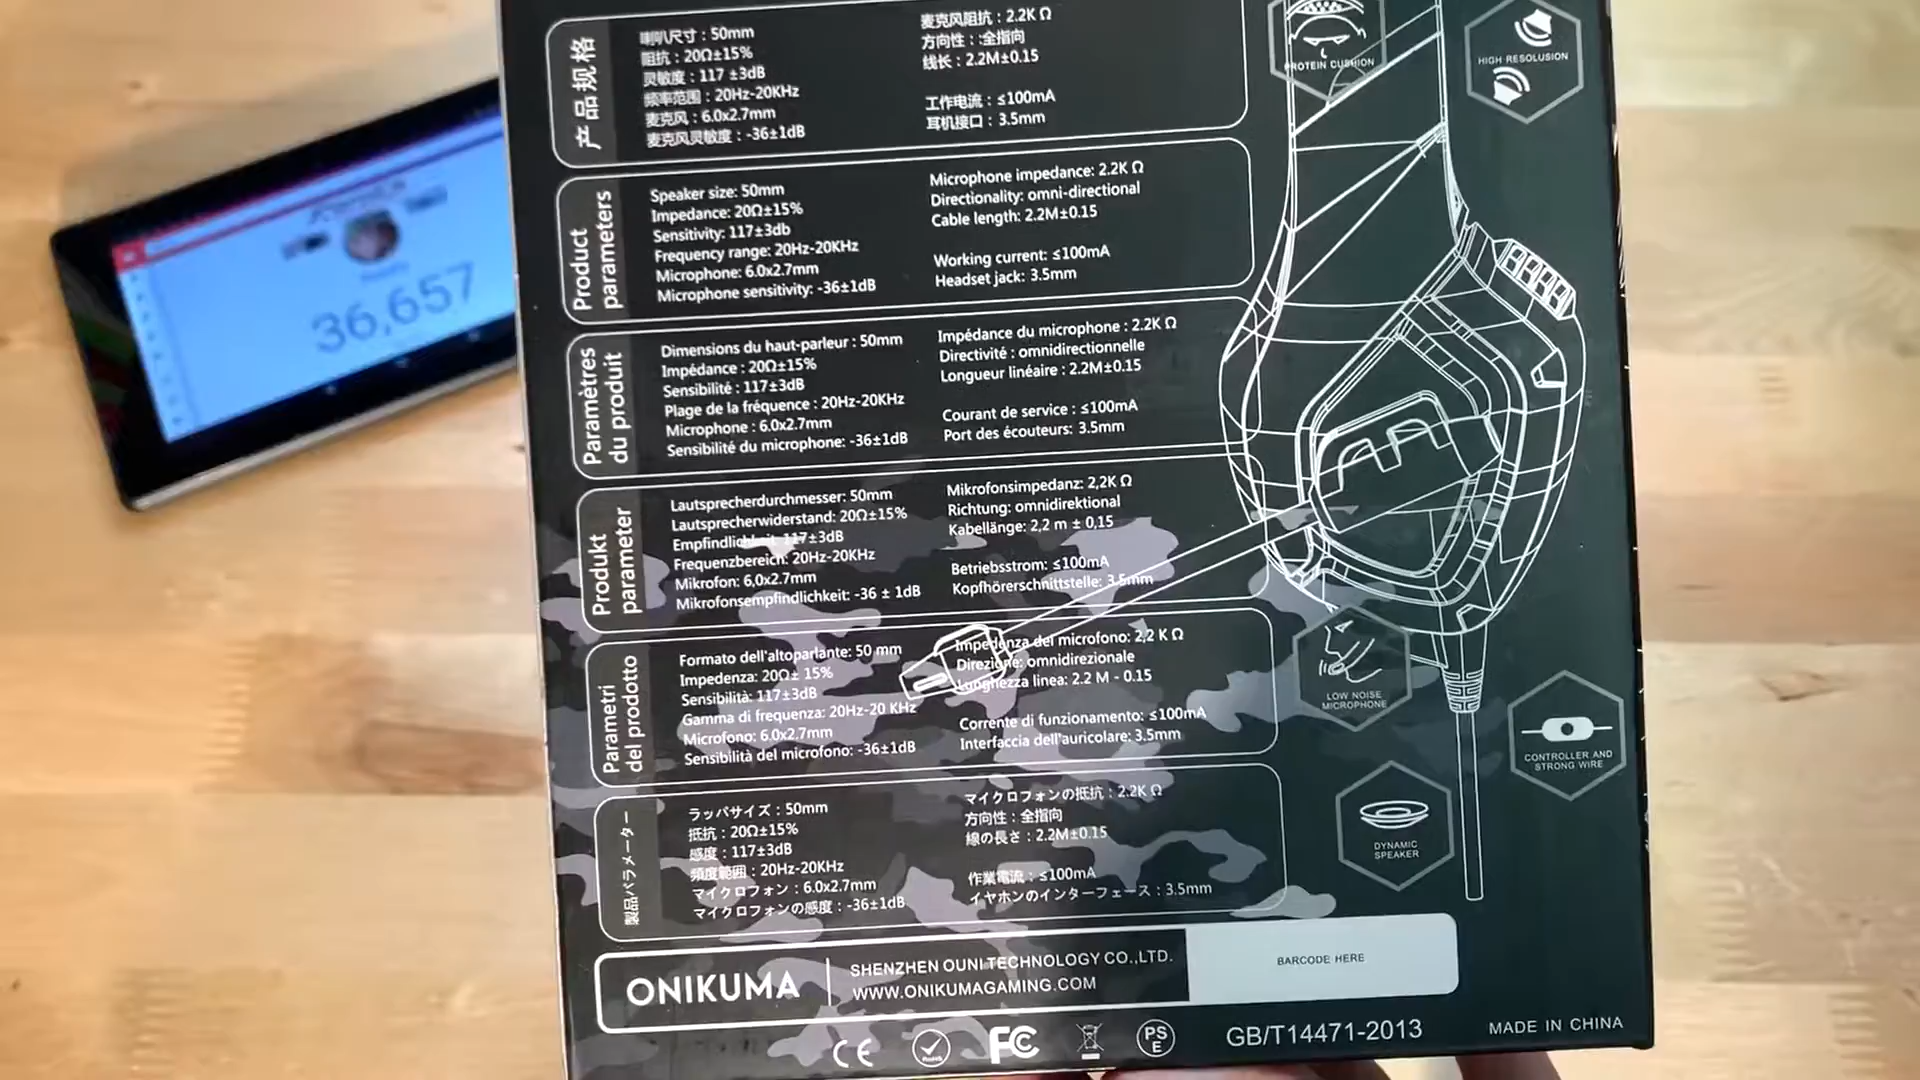 36,657
产品规格
喇叭尺寸：50mm
阻抗：20Ω±15%
灵敏度：117 ±3dB
频率范围：20Hz-20KHz
麦克风：6.0x2.7mm
麦克风灵敏度：-36±1dB
麦克风阻抗：2.2K Ω
方向性：:全指向
线长：2.2M±0.15
工作电流：≤100mA
耳机接口：3.5mm
Product
parameters
Speaker size: 50mm
Impedance: 20Ω±15%
Sensitivity: 117±3db
Frequency range: 20Hz-20KHz
Microphone: 6.0x2.7mm
Microphone sensitivity: -36±1dB
Microphone impedance: 2.2K Ω
Directionality: omni-directional
Cable length: 2.2M±0.15
Working current: ≤100mA
Headset jack: 3.5mm
Paramètres
du produit
Dimensions du haut-parleur : 50mm
Impédance : 20Ω±15%
Sensibilité : 117±3dB
Plage de la fréquence : 20Hz-20KHz
Microphone : 6.0x2.7mm
Sensibilité du microphone: -36±1dB
Impédance du microphone : 2.2K Ω
Directivité : omnidirectionnelle
Longueur linéaire : 2.2M±0.15
Courant de service : ≤100mA
Port des écouteurs: 3.5mm
Produkt
parameter
Lautsprecherdurchmesser: 50mm
Lautsprecherwiderstand: 20Ω±15%
Empfindlichkeit: 117±3dB
Frequenzbereich: 20Hz-20KHz
Mikrofon: 6,0x2.7mm
Mikrofonsempfindlichkeit: -36 ± 1dB
Mikrofonsimpedanz: 2,2K Ω
Richtung: omnidirektional
Kabellänge: 2,2 m ± 0,15
Betriebsstrom: ≤100mA
Kopfhörerschnittstelle: 3.5mm
Parametri
del prodotto
Formato dell'altoparlante: 50 mm
Impedenza: 20Ω± 15%
Sensibilità: 117±3dB
Gamma di frequenza: 20Hz-20 KHz
Microfono: 6.0x2.7mm
Sensibilità del microfono: -36±1dB
Impedenza del microfono: 2,2 K Ω
Direzione: omnidirezionale
Longhezza linea: 2.2 M - 0.15
Corrente di funzionamento: ≤100mA
Interfaccia dell'auricolare: 3.5mm
製品パラメーター
ラッパサイズ：50mm
抵抗：20Ω±15%
感度：117±3dB
頻度範囲：20Hz-20KHz
マイクロフォン：6.0x2.7mm
マイクロフォンの感度：-36±1dB
マイクロフォンの抵抗：2.2K Ω
方向性：全指向
線の長さ：2.2M±0.15
作業電流：≤100mA
イヤホンのインターフェース：3.5mm
PROTEIN CUSHION
HIGH RESOLUSION
LOW NOISE
MICROPHONE
CONTROLLER AND
STRONG WIRE
DYNAMIC
SPEAKER
ONIKUMA
SHENZHEN OUNI TECHNOLOGY CO.,LTD.
WWW.ONIKUMAGAMING.COM
BARCODE HERE
CE
RoHS
FC
PS
E
GB/T14471-2013
MADE IN CHINA